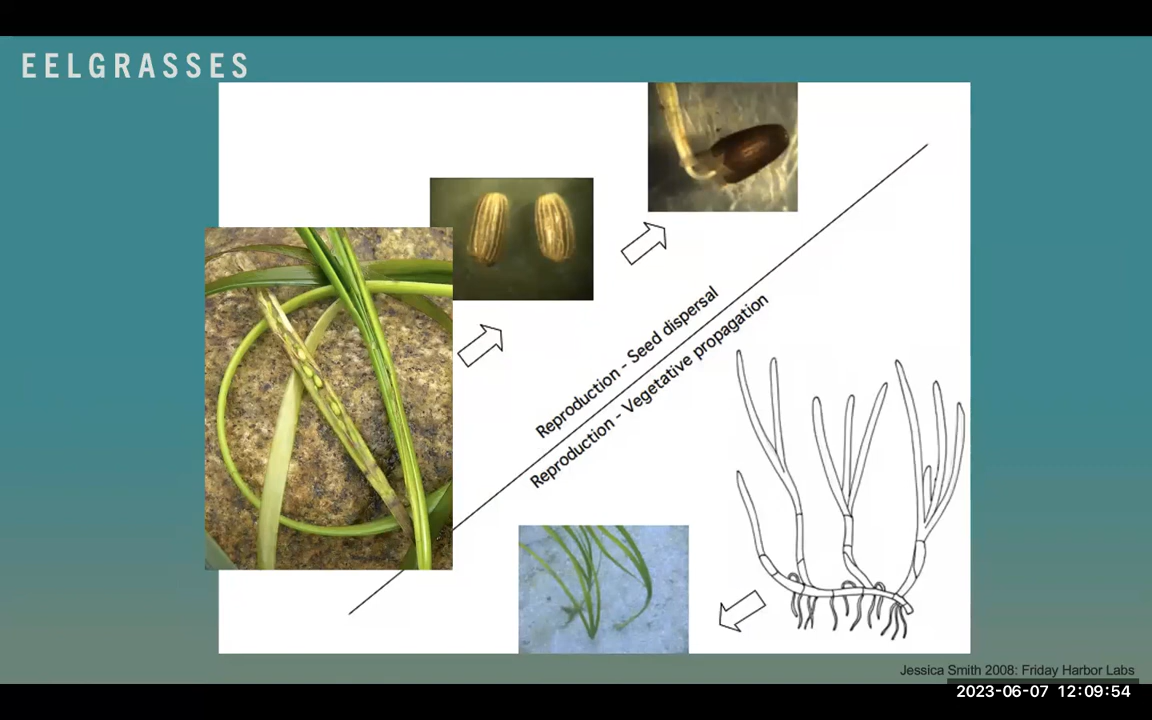 EELGRASSES
Reproduction - Seed dispersal
Reproduction - Vegetative propagation
Jessica Smith 2008: Friday Harbor Labs
2023-06-07 12:09:54